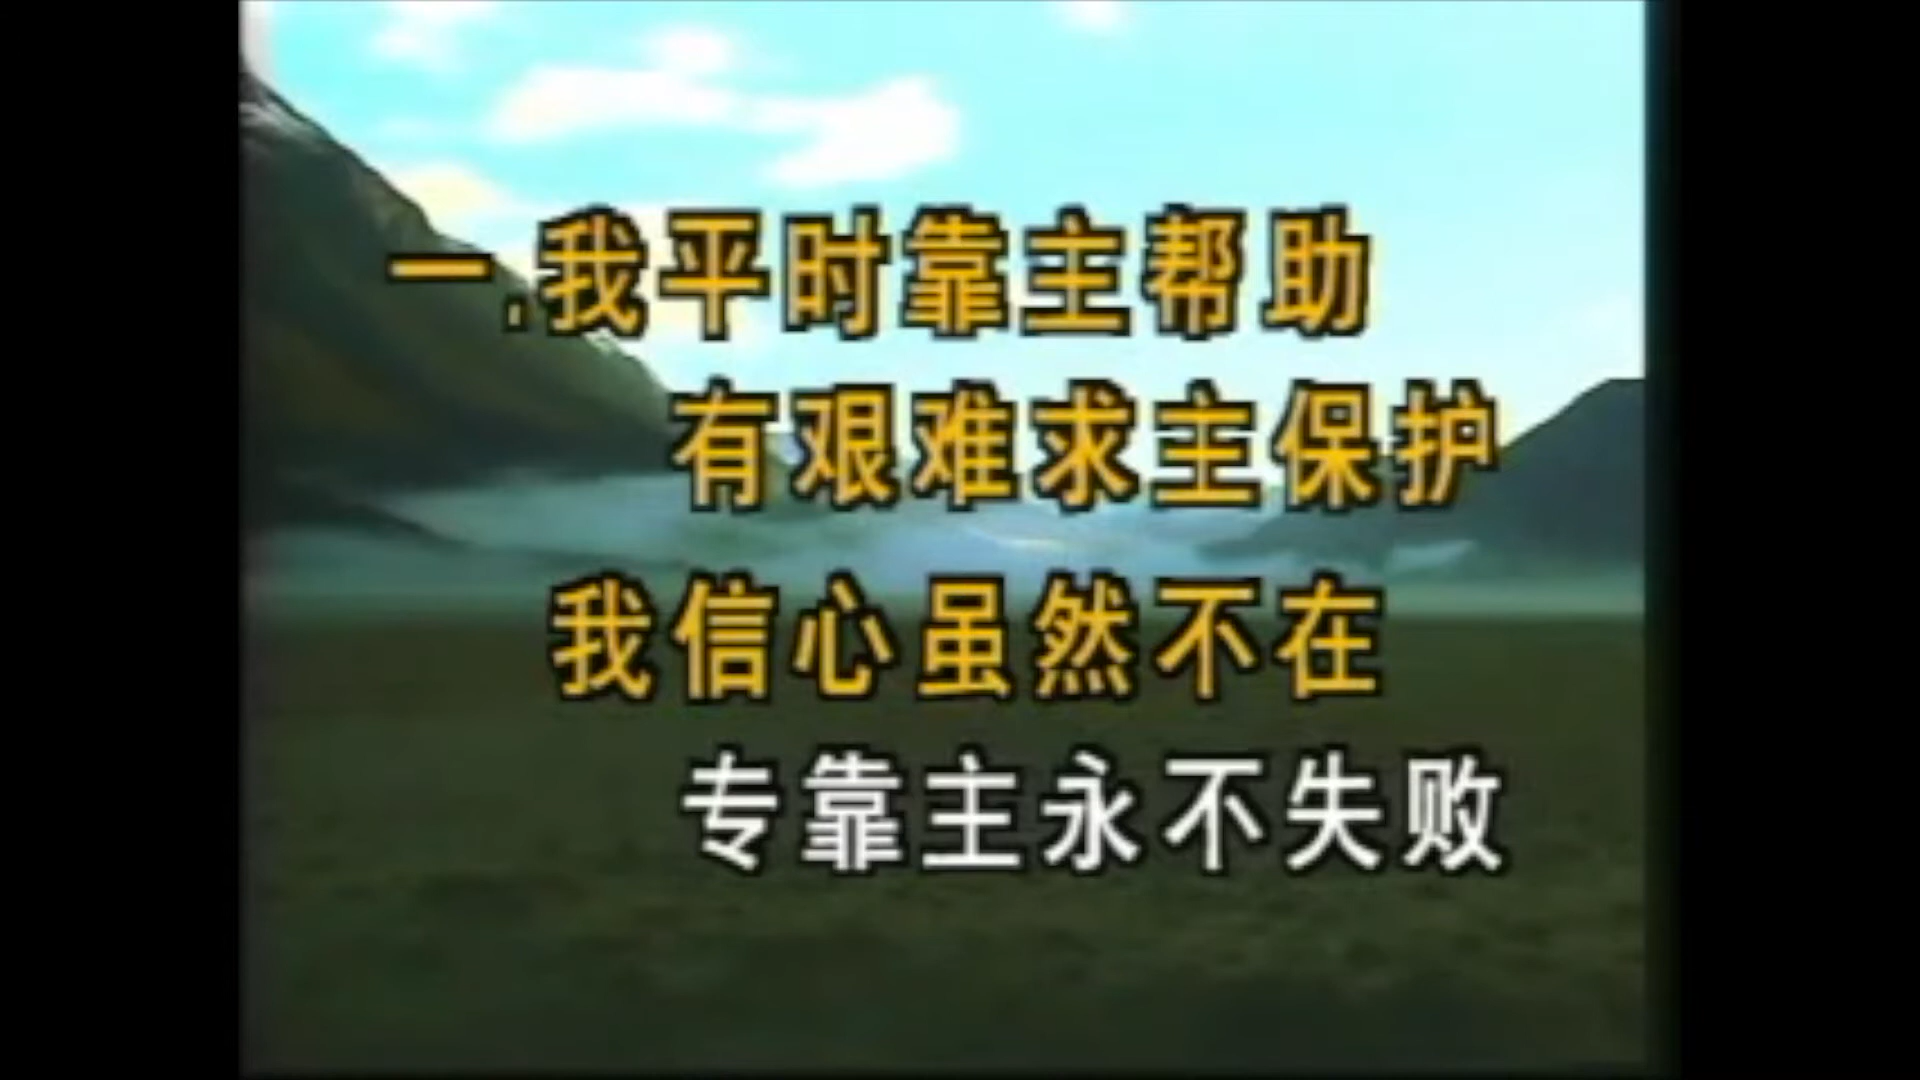 一.我平时靠主帮助
有艰难求主保护
我信心虽然不在
专靠主永不失败